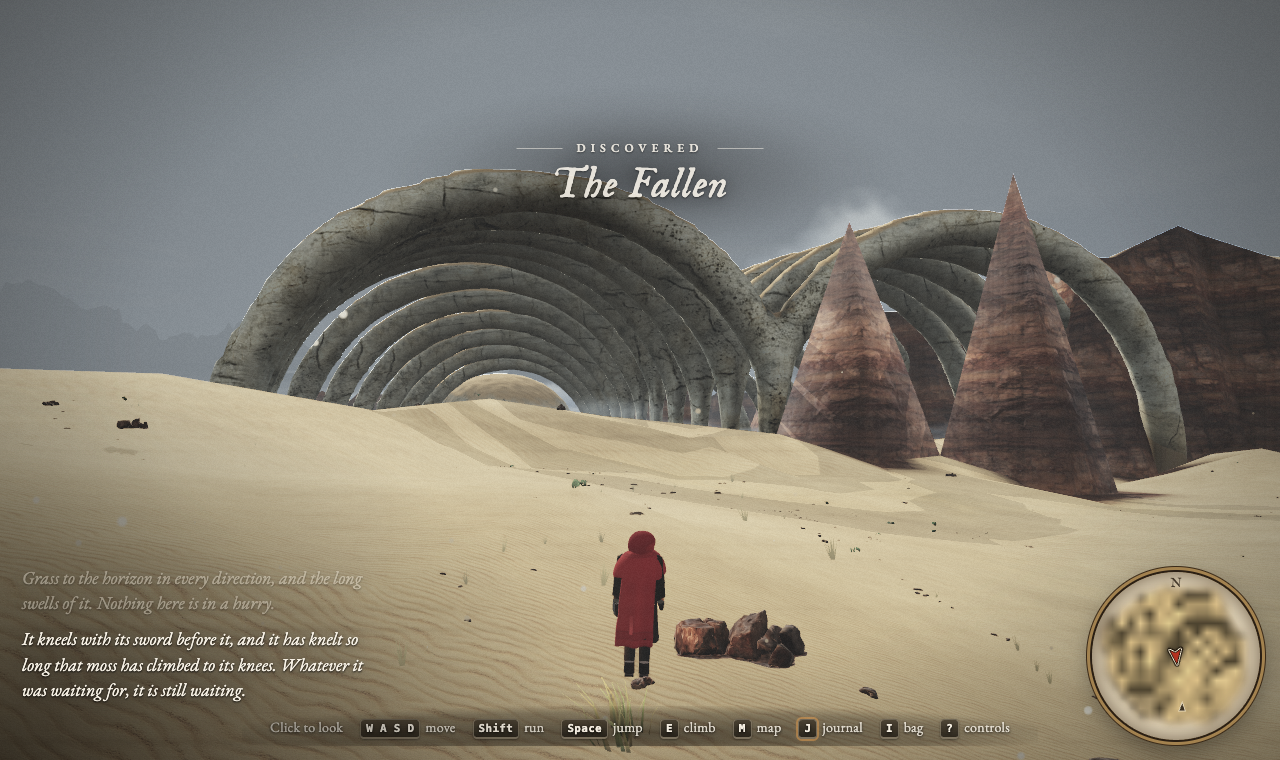 DISCOVERED
The Fallen
Grass to the horizon in every direction, and the long
swells of it. Nothing here is in a hurry.
It kneels with its sword before it, and it has knelt so
long that moss has climbed to its knees. Whatever it
was waiting for, it is still waiting.
N
Click to look W A S D move Shift run Space jump E climb M map J journal I bag ? controls